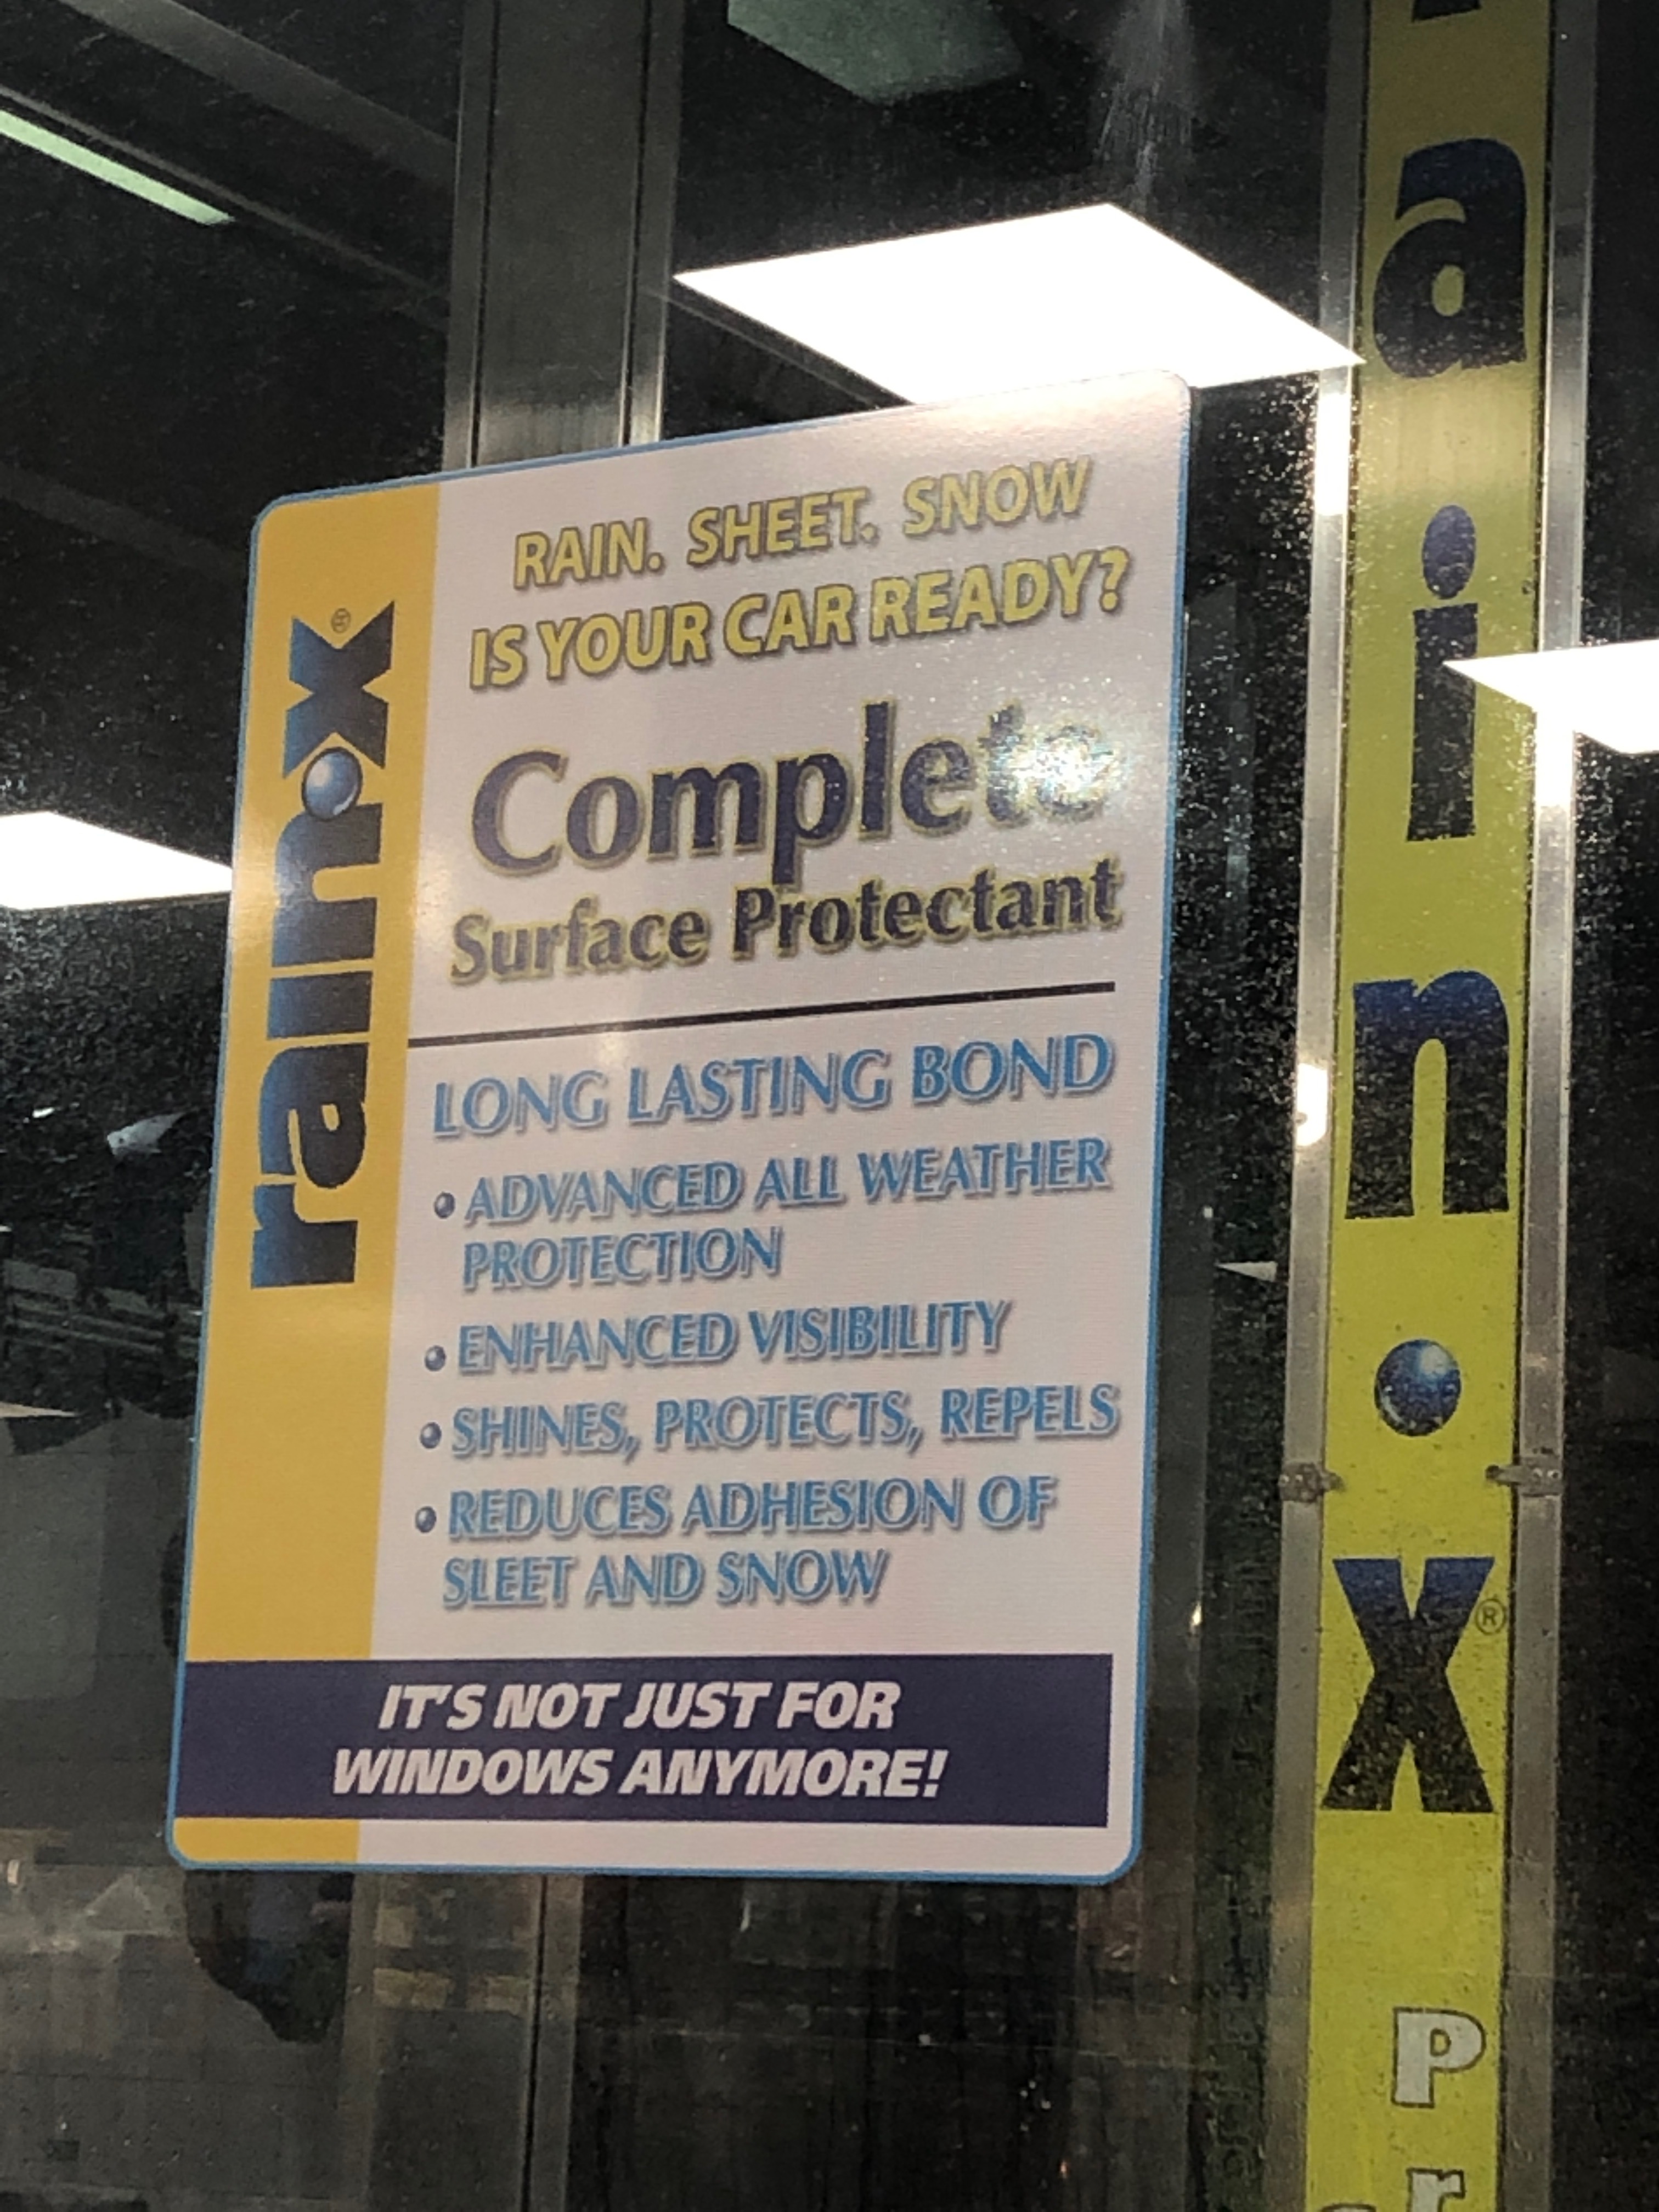 rain-x®
RAIN. SHEET. SNOW
IS YOUR CAR READY?
Complete
Surface Protectant
LONG LASTING BOND
• ADVANCED ALL WEATHER
PROTECTION
• ENHANCED VISIBILITY
• SHINES, PROTECTS, REPELS
• REDUCES ADHESION OF
SLEET AND SNOW
IT'S NOT JUST FOR
WINDOWS ANYMORE!
a
i
n
•
x®
P
r